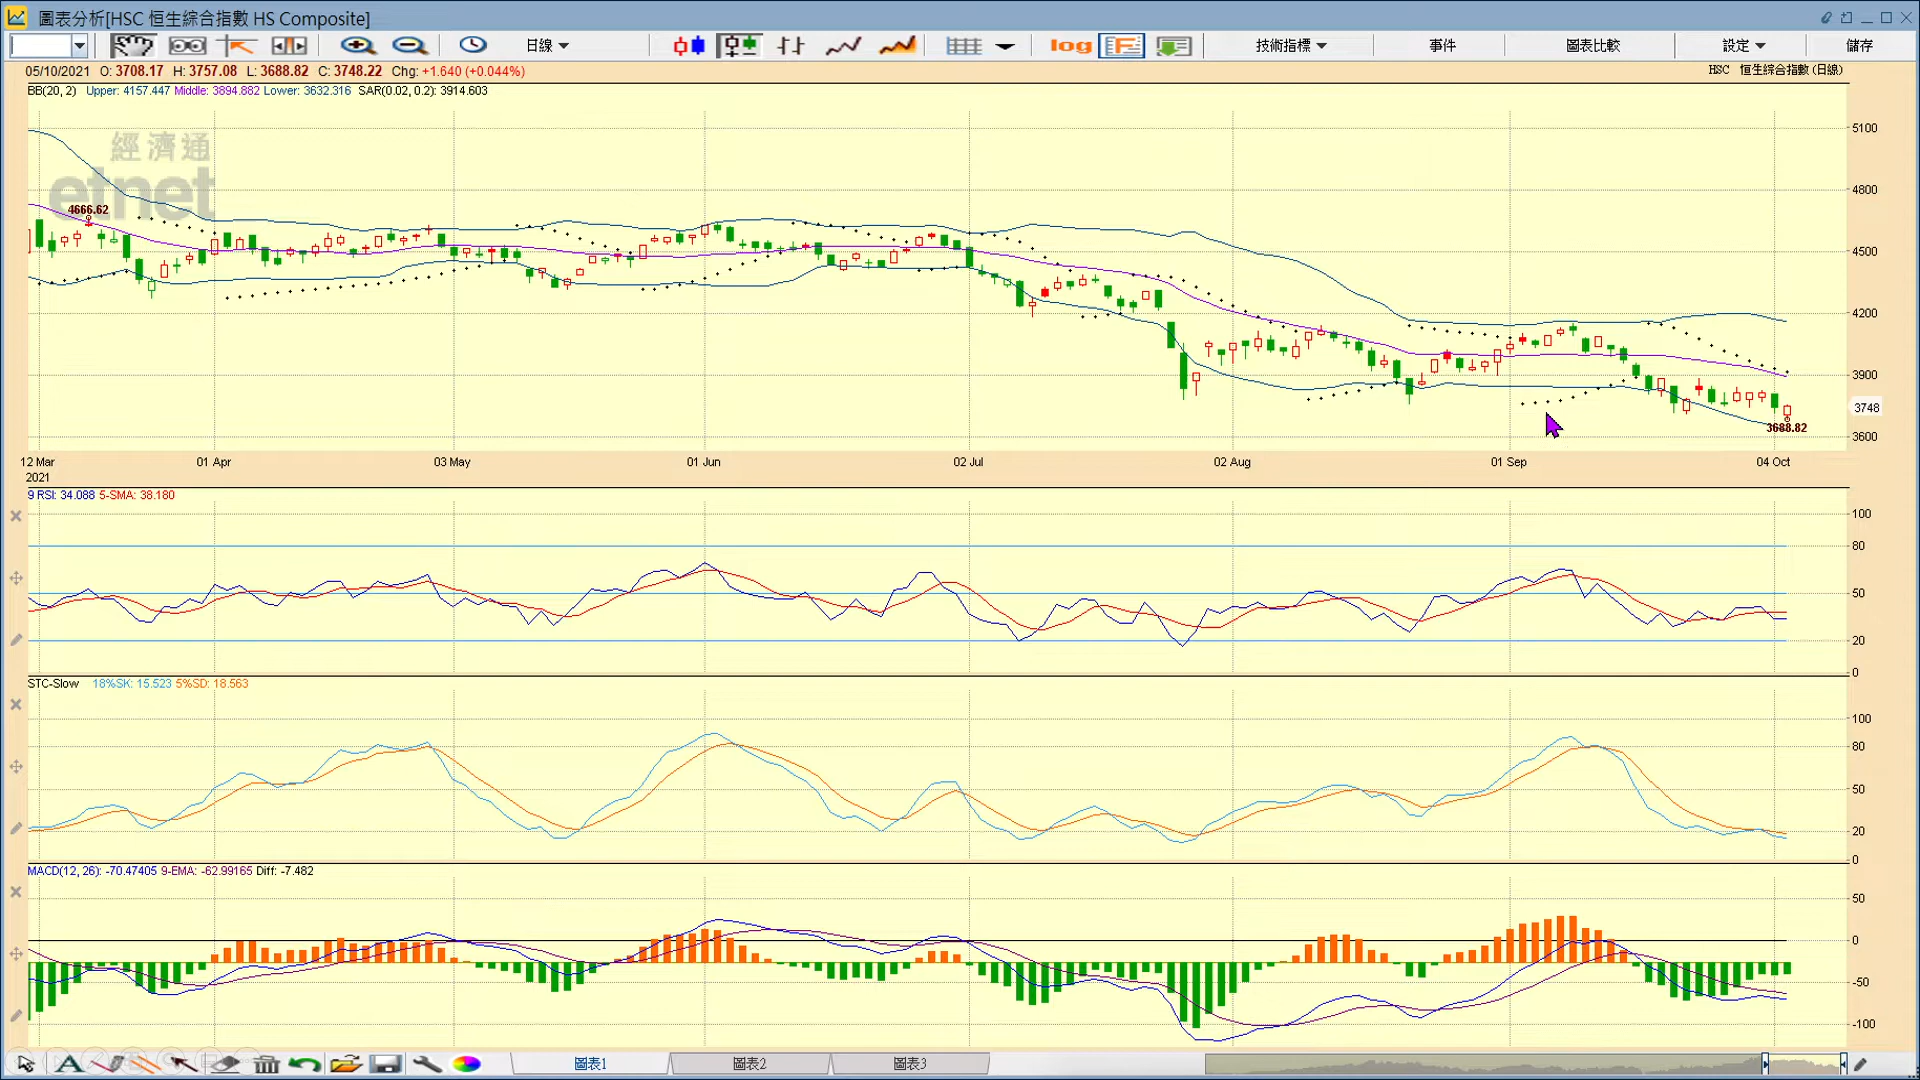 圖表分析[HSC 恒生綜合指數 HS Composite]
日線
log
技術指標
事件
圖表比較
設定
儲存
05/10/2021 O: 3708.17 H: 3757.08 L: 3688.82 C: 3748.22 Chg: +1.640 (+0.044%)
HSC 恒生綜合指數 (日線)
BB(20, 2) Upper: 4157.447 Middle: 3894.882 Lower: 3632.316 SAR(0.02, 0.2): 3914.603
經濟通
etnet
4666.62
3688.82
5100
4800
4500
4200
3900
3748
3600
12 Mar 01 Apr 03 May 01 Jun 02 Jul 02 Aug 01 Sep 04 Oct
2021
9 RSI: 34.088 5-SMA: 38.180
100
80
50
20
0
STC-Slow 18%SK: 15.523 5%SD: 18.563
100
80
50
20
0
MACD(12, 26): -70.47405 9-EMA: -62.99165 Diff: -7.482
50
0
-50
-100
A
圖表1 圖表2 圖表3